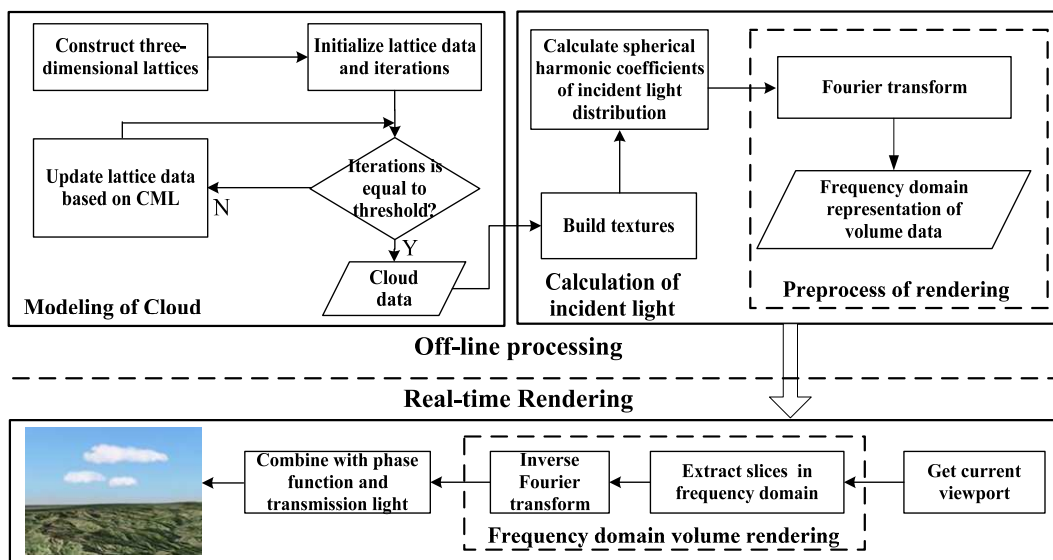 Construct three-
dimensional lattices
Initialize lattice data
and iterations
Update lattice data
based on CML
N
Iterations is
equal to
threshold?
Y
Cloud
data
Modeling of Cloud
Calculate spherical
harmonic coefficients
of incident light
distribution
Build textures
Calculation of
incident light
Fourier transform
Frequency domain
representation of
volume data
Preprocess of rendering
Off-line processing
Real-time Rendering
Combine with phase
function and
transmission light
Inverse
Fourier
transform
Extract slices in
frequency domain
Get current
viewport
Frequency domain volume rendering